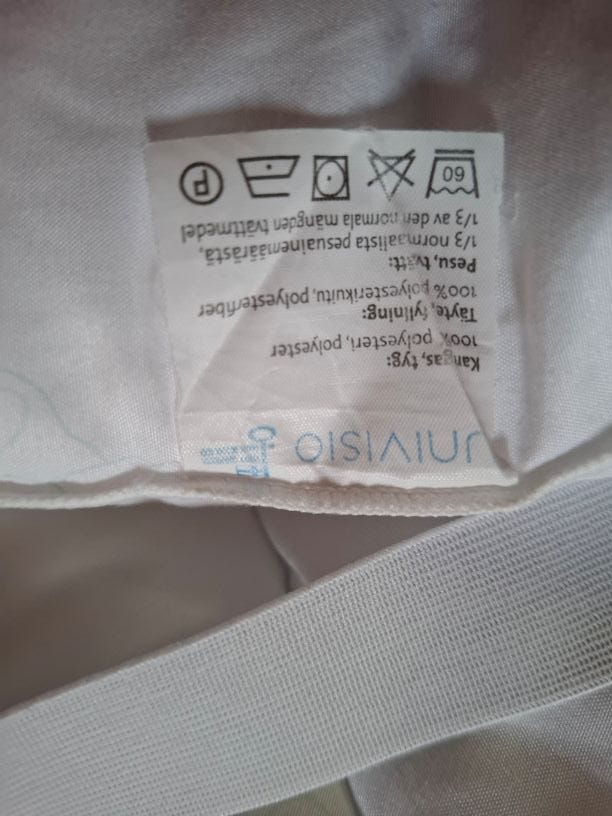 UNIVISIO
Kangas, tyg:
100% polyesteri, polyester
Täyte, fyllning:
100% polyesterikuitu, polyesterfiber
Pesu, tvätt:
1/3 normaalista pesuainemäärästä,
1/3 av den normala mängden tvättmedel
60
P